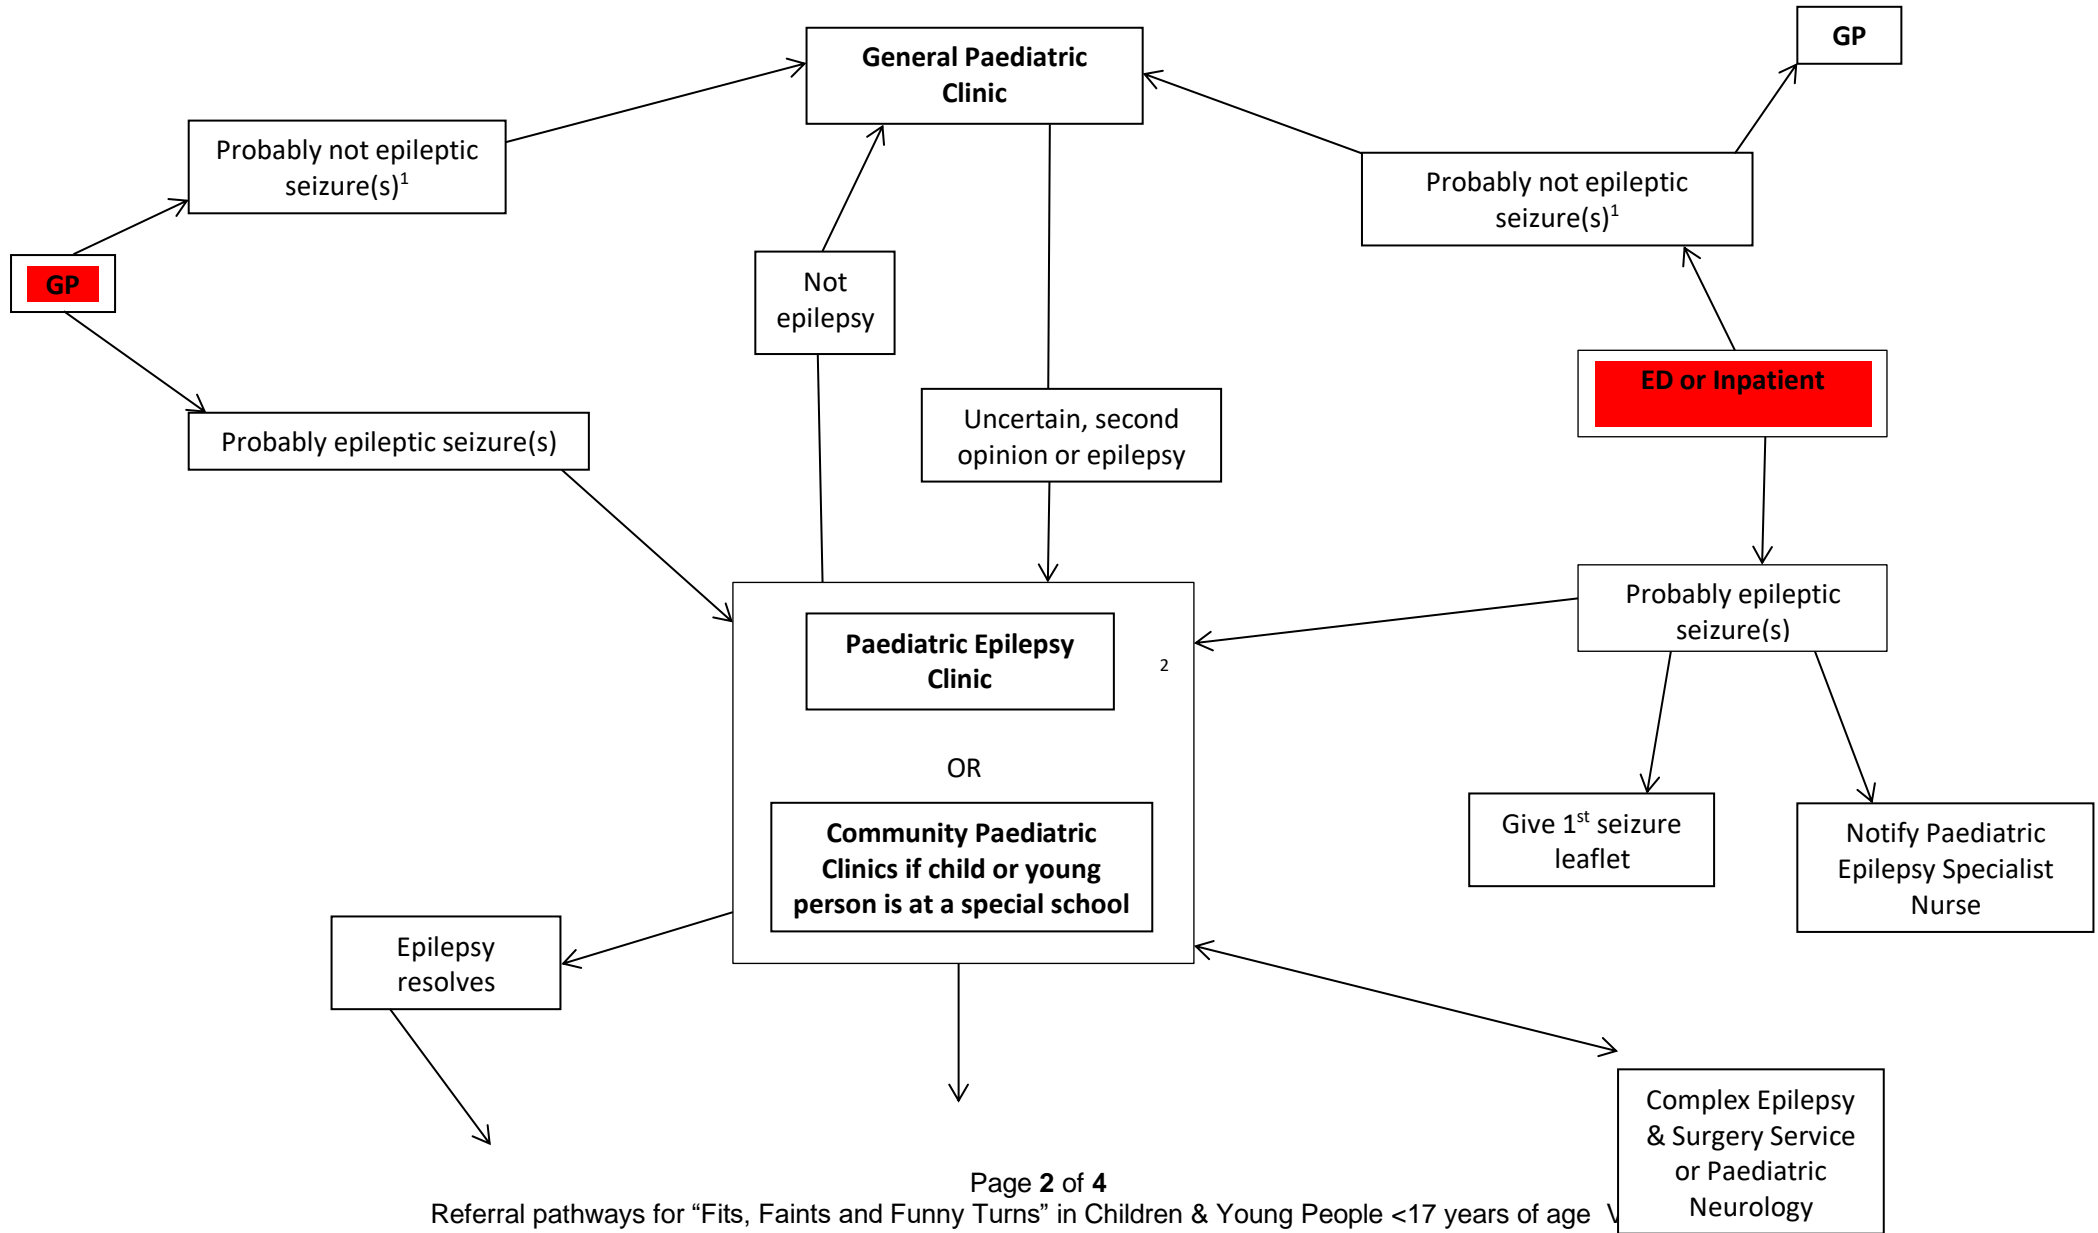 General Paediatric
Clinic
GP
Probably not epileptic
seizure(s)1
Probably not epileptic
seizure(s)1
GP
Not
epilepsy
ED or Inpatient
Probably epileptic seizure(s)
Uncertain, second
opinion or epilepsy
Probably epileptic
seizure(s)
Paediatric Epilepsy
Clinic
2
OR
Community Paediatric
Clinics if child or young
person is at a special school
Give 1st seizure
leaflet
Notify Paediatric
Epilepsy Specialist
Nurse
Epilepsy
resolves
Complex Epilepsy
& Surgery Service
or Paediatric
Neurology
Page 2 of 4
Referral pathways for “Fits, Faints and Funny Turns” in Children & Young People <17 years of age